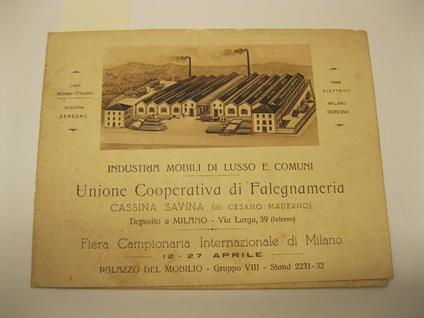 LINEA
Milano - Chiasso
STAZIONE
SEREGNO
TRAM
ELETTRICO
MILANO
SEREGNO
INDUSTRIA MOBILI DI LUSSO E COMUNI
Unione Cooperativa di Falegnameria
CASSINA SAVINA (di CESANO MADERNO)
Deposito a MILANO - Via Larga, 39 (Interno)
Fiera Campionaria Internazionale di Milano
12 - 27 APRILE
PALAZZO DEL MOBILIO - Gruppo VIII - Stand 2231-32